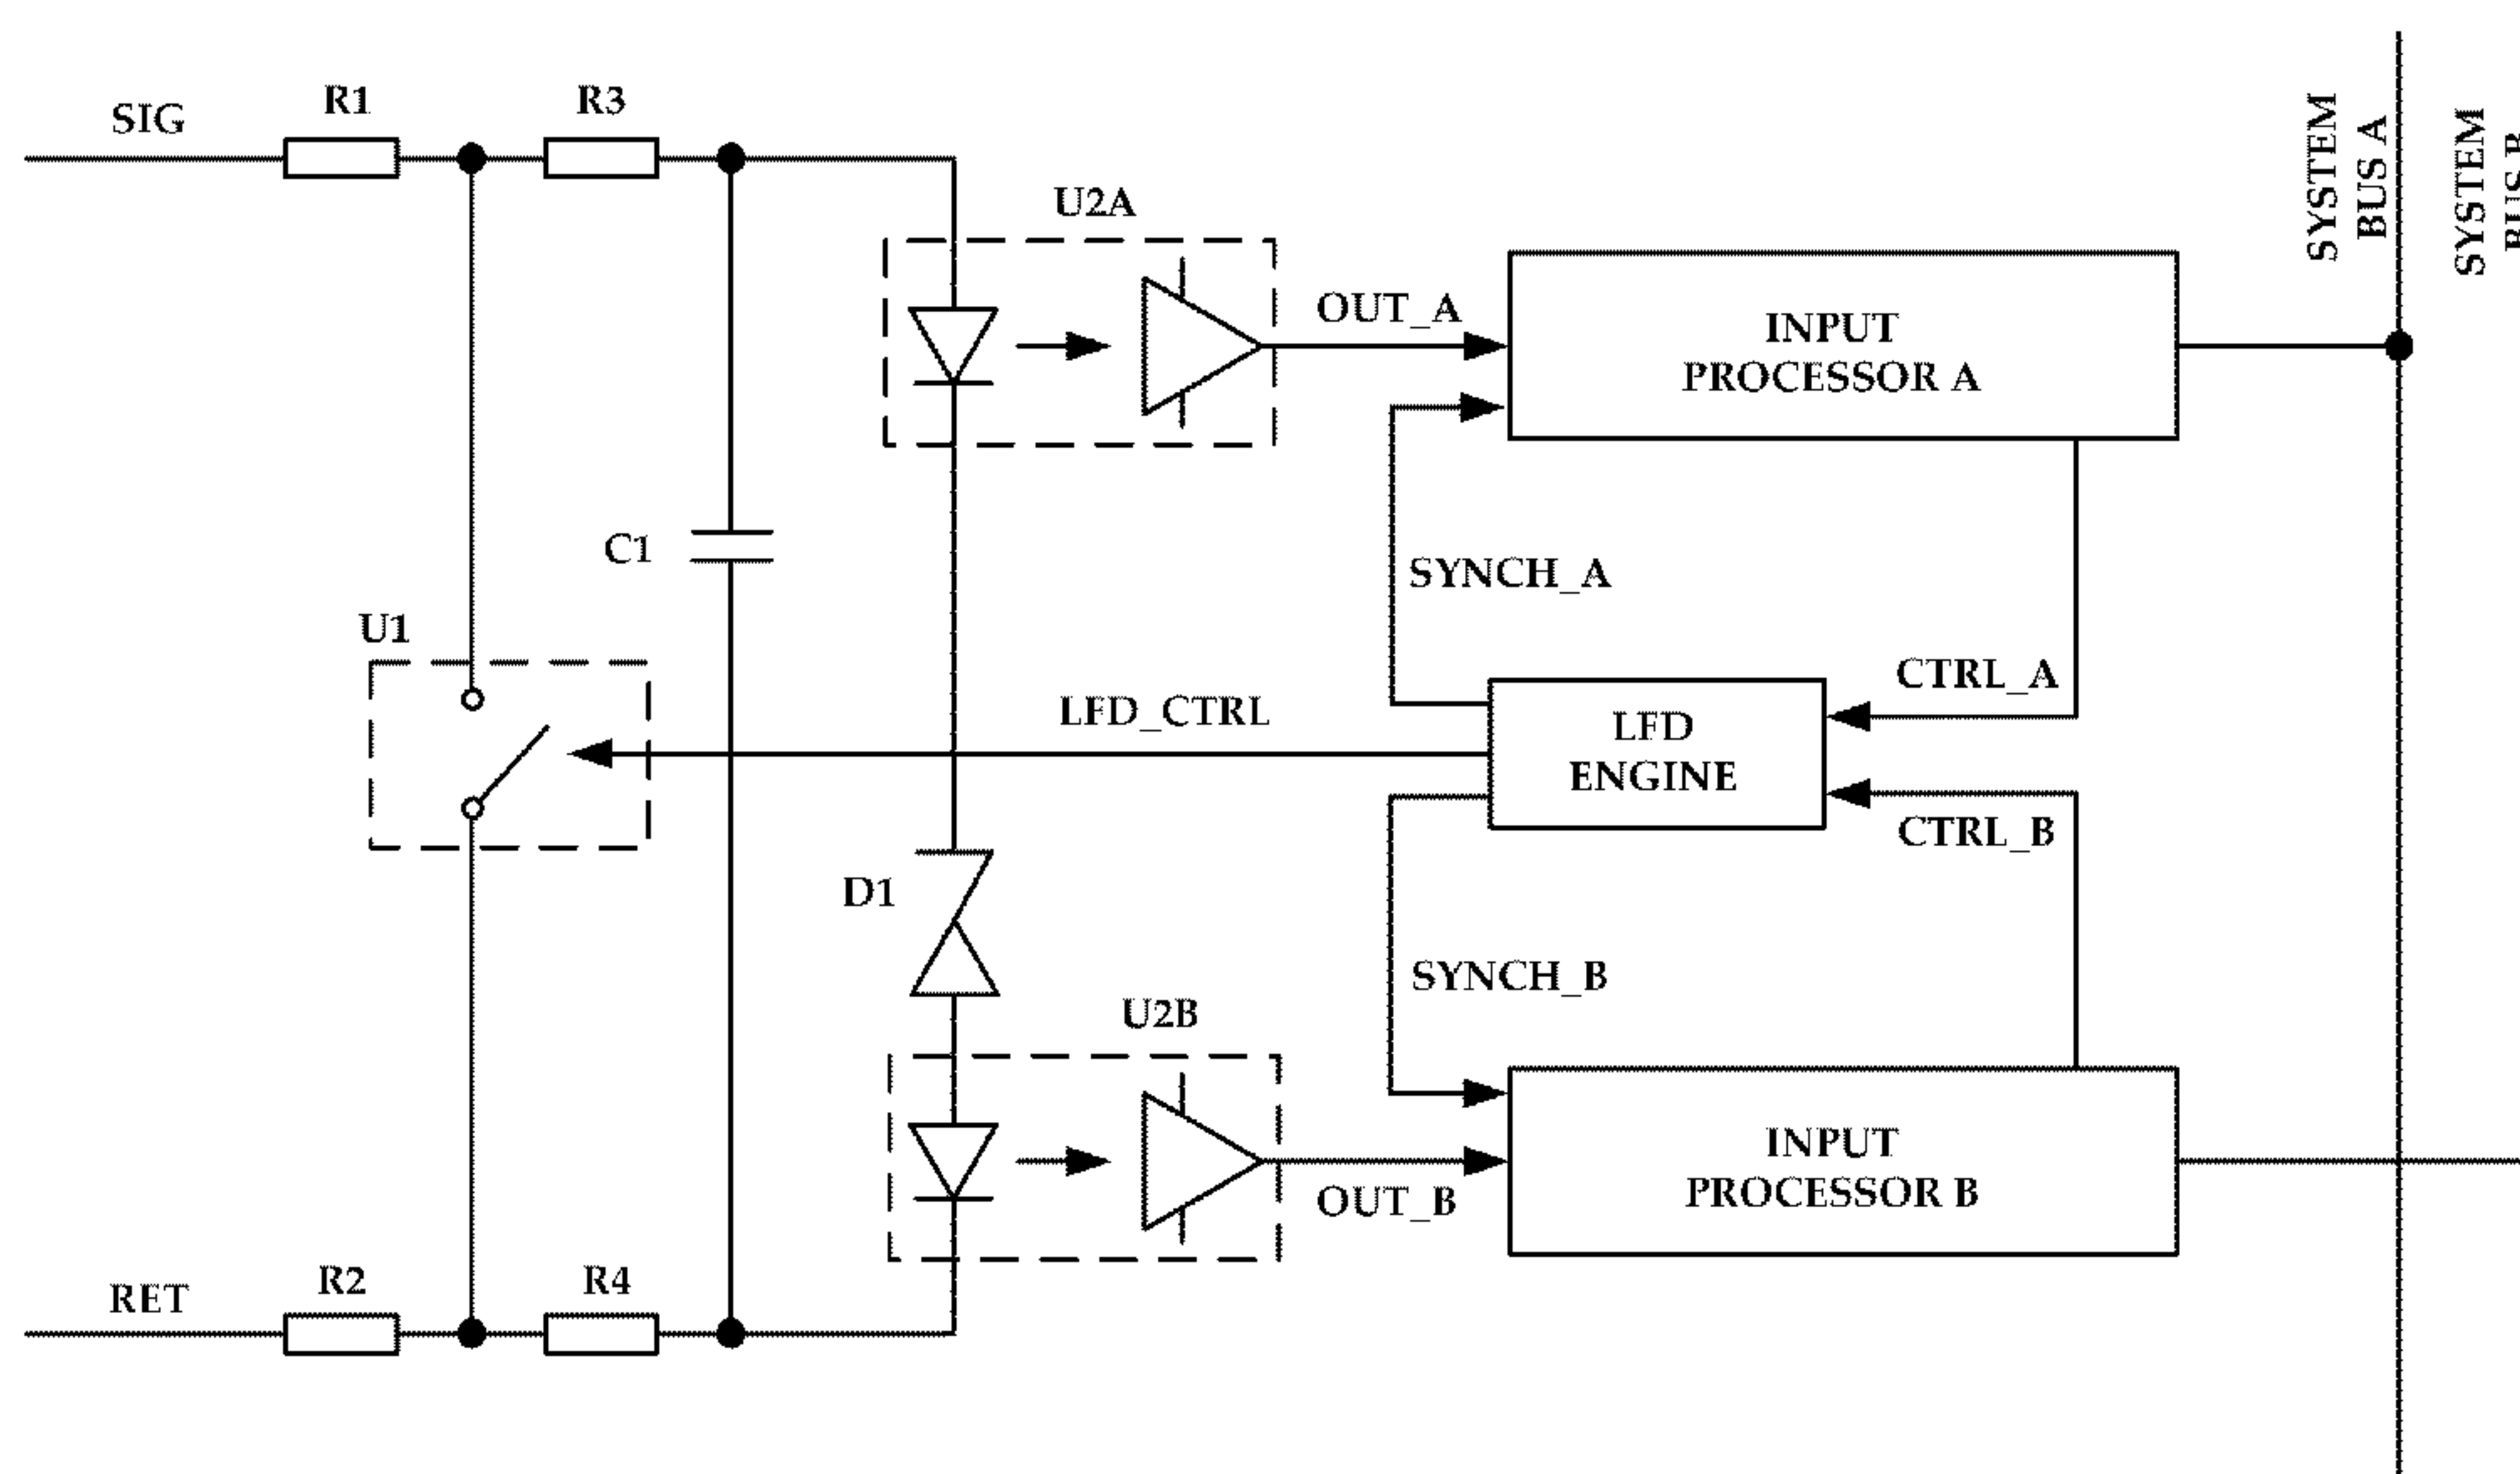 SIG
R1
R3
U2A
OUT_A
INPUT
PROCESSOR A
SYSTEM
BUS A
SYSTEM
C1
SYNCH_A
U1
LFD_CTRL
LFD
ENGINE
CTRL_A
CTRL_B
D1
SYNCH_B
U2B
OUT_B
INPUT
PROCESSOR B
RET
R2
R4